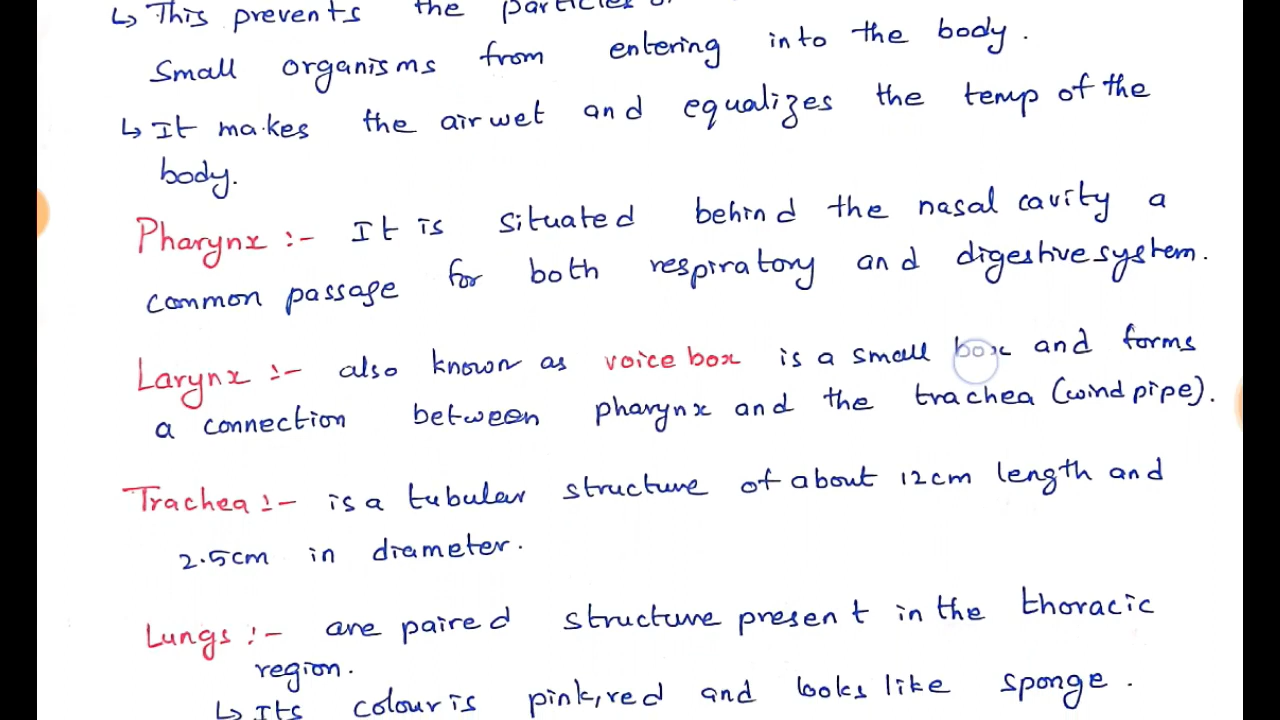 ↳ This prevents the particles
Small organisms from entering into the body.
↳ It makes the air wet and equalizes the temp of the
body.
Pharynx :- It is situated behind the nasal cavity a
common passage for both respiratory and digestive system.
Larynx :- also known as voice box is a small box and forms
a connection between pharynx and the trachea (wind pipe).
Trachea :- is a tubular structure of about 12cm length and
2.5cm in diameter.
Lungs :- are paired structure present in the thoracic
region.
↳ Its colour is pink, red and looks like sponge.